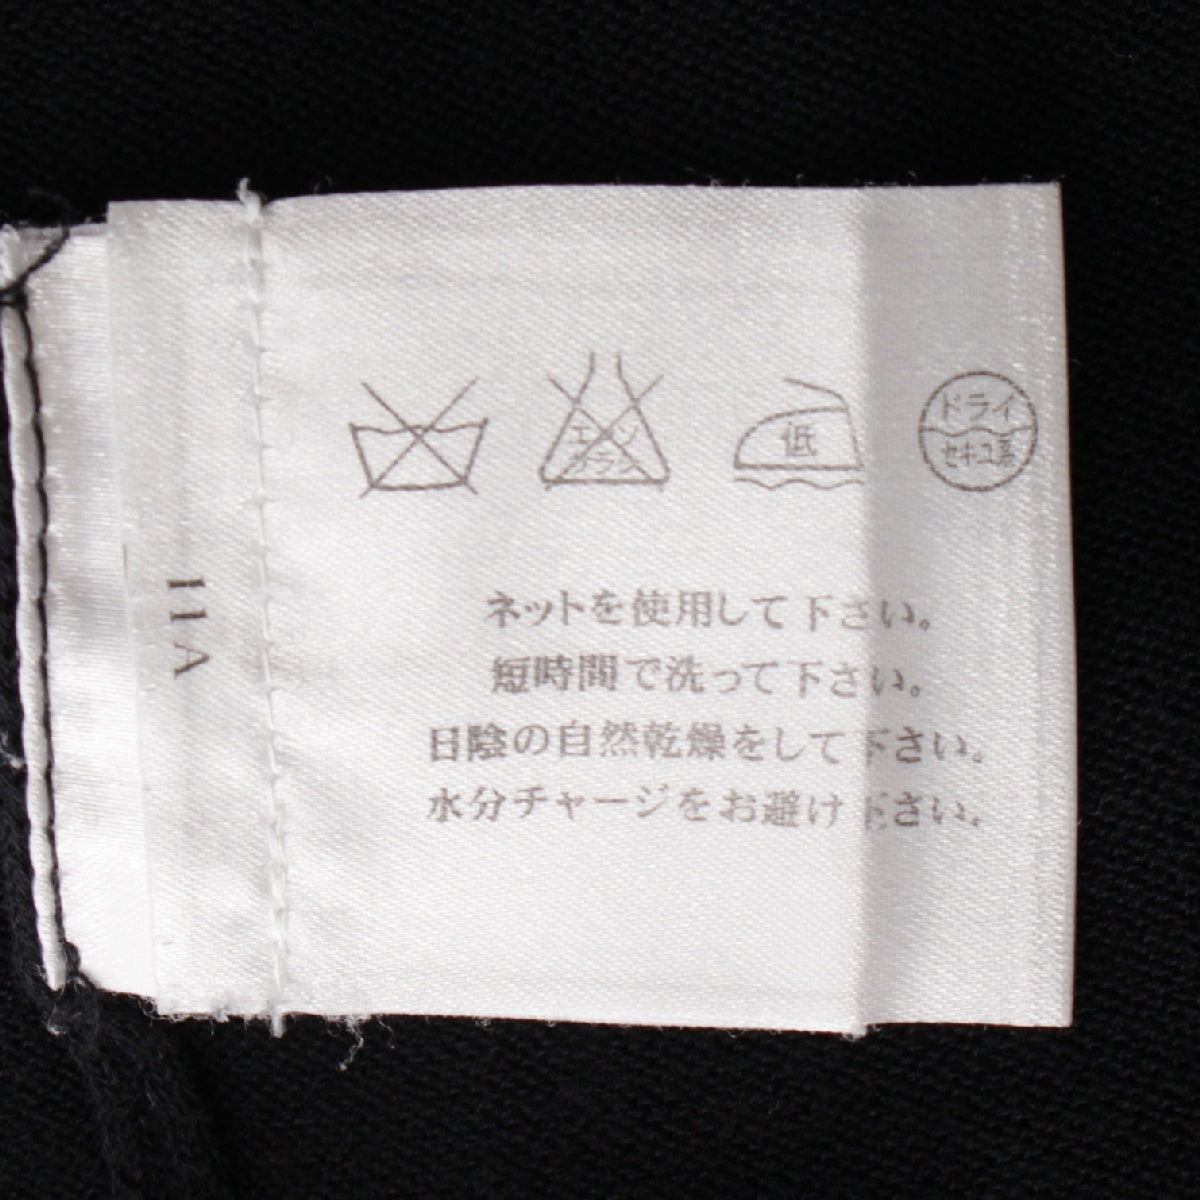 エンソ
サラシ
低
ドライ
セキユ系
ネットを使用して下さい。
短時間で洗って下さい。
日陰の自然乾燥をして下さい。
水分チャージをお避け下さい。
11A